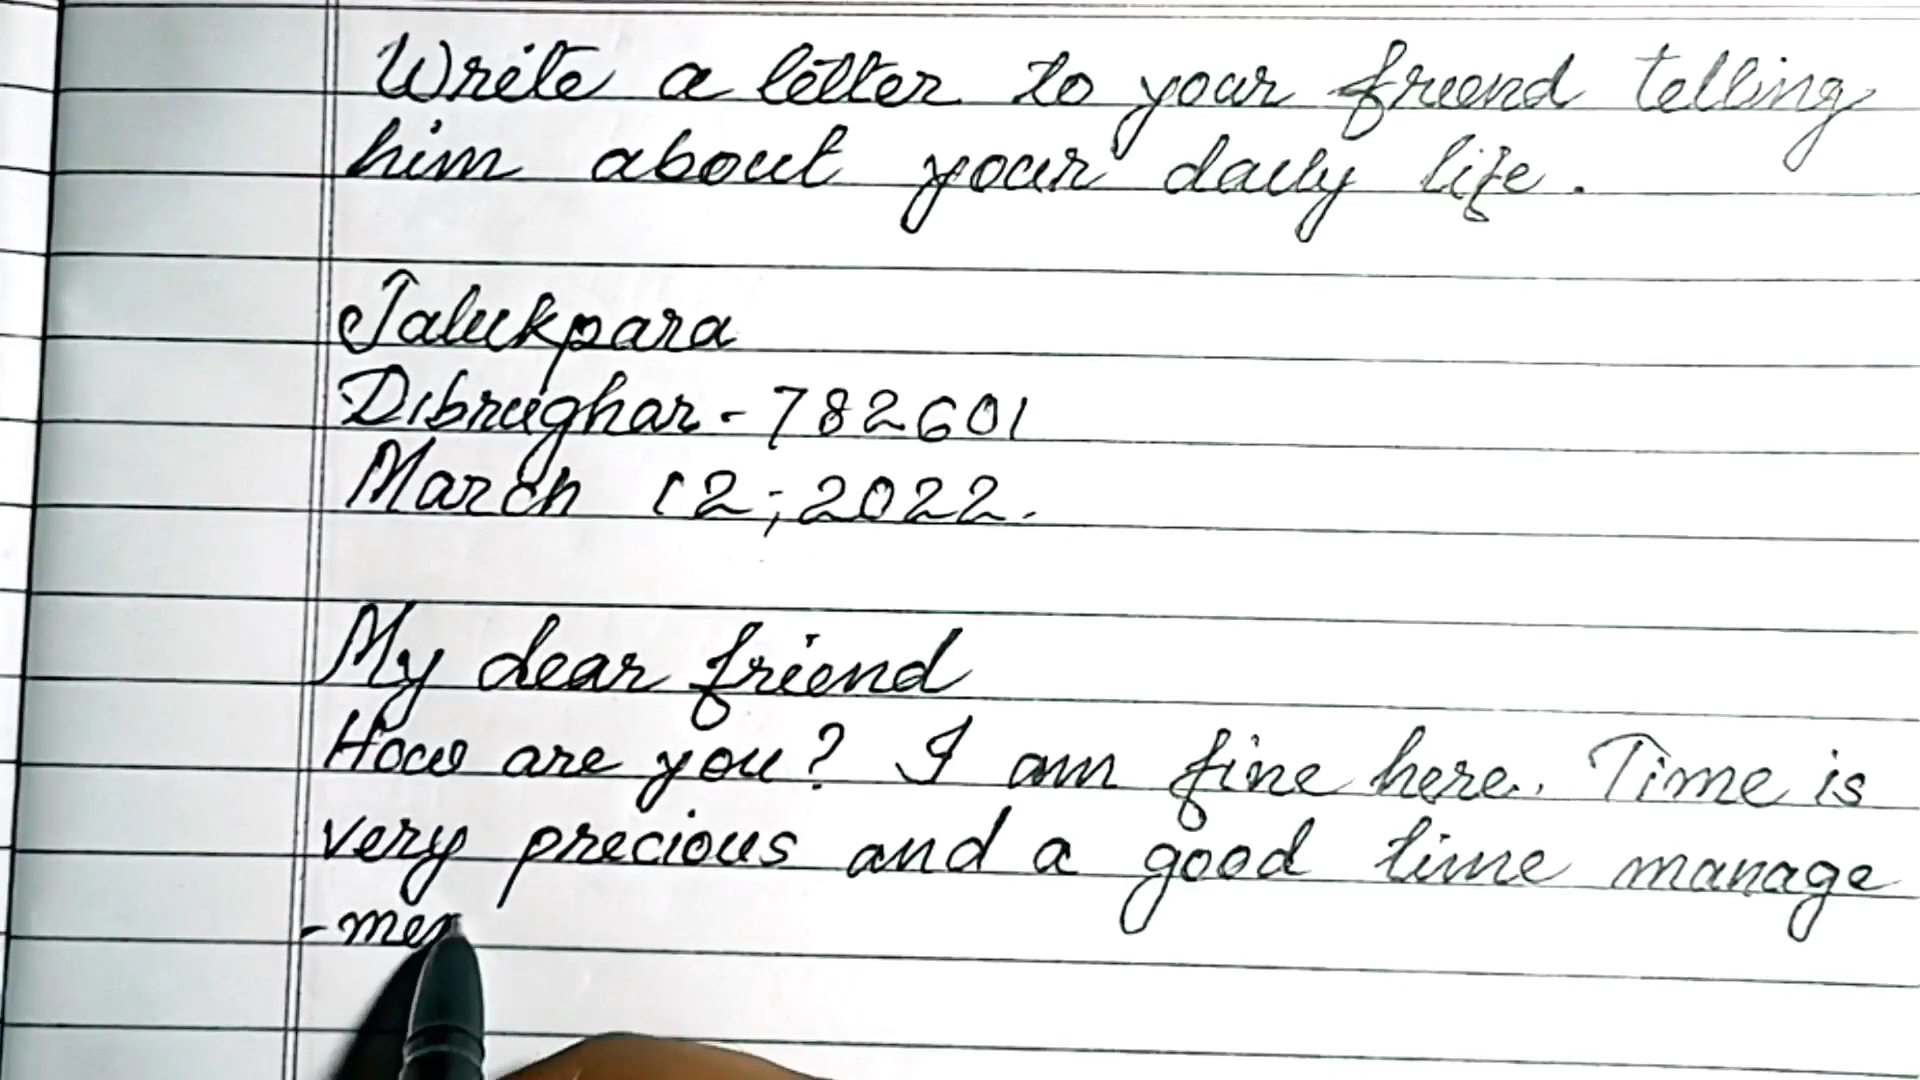 Write a letter to your friend telling
him about your daily life.
Talukpara
Dibrughar - 782601
March 12, 2022.
My dear friend
How are you? I am fine here. Time is
very precious and a good time manage
-men